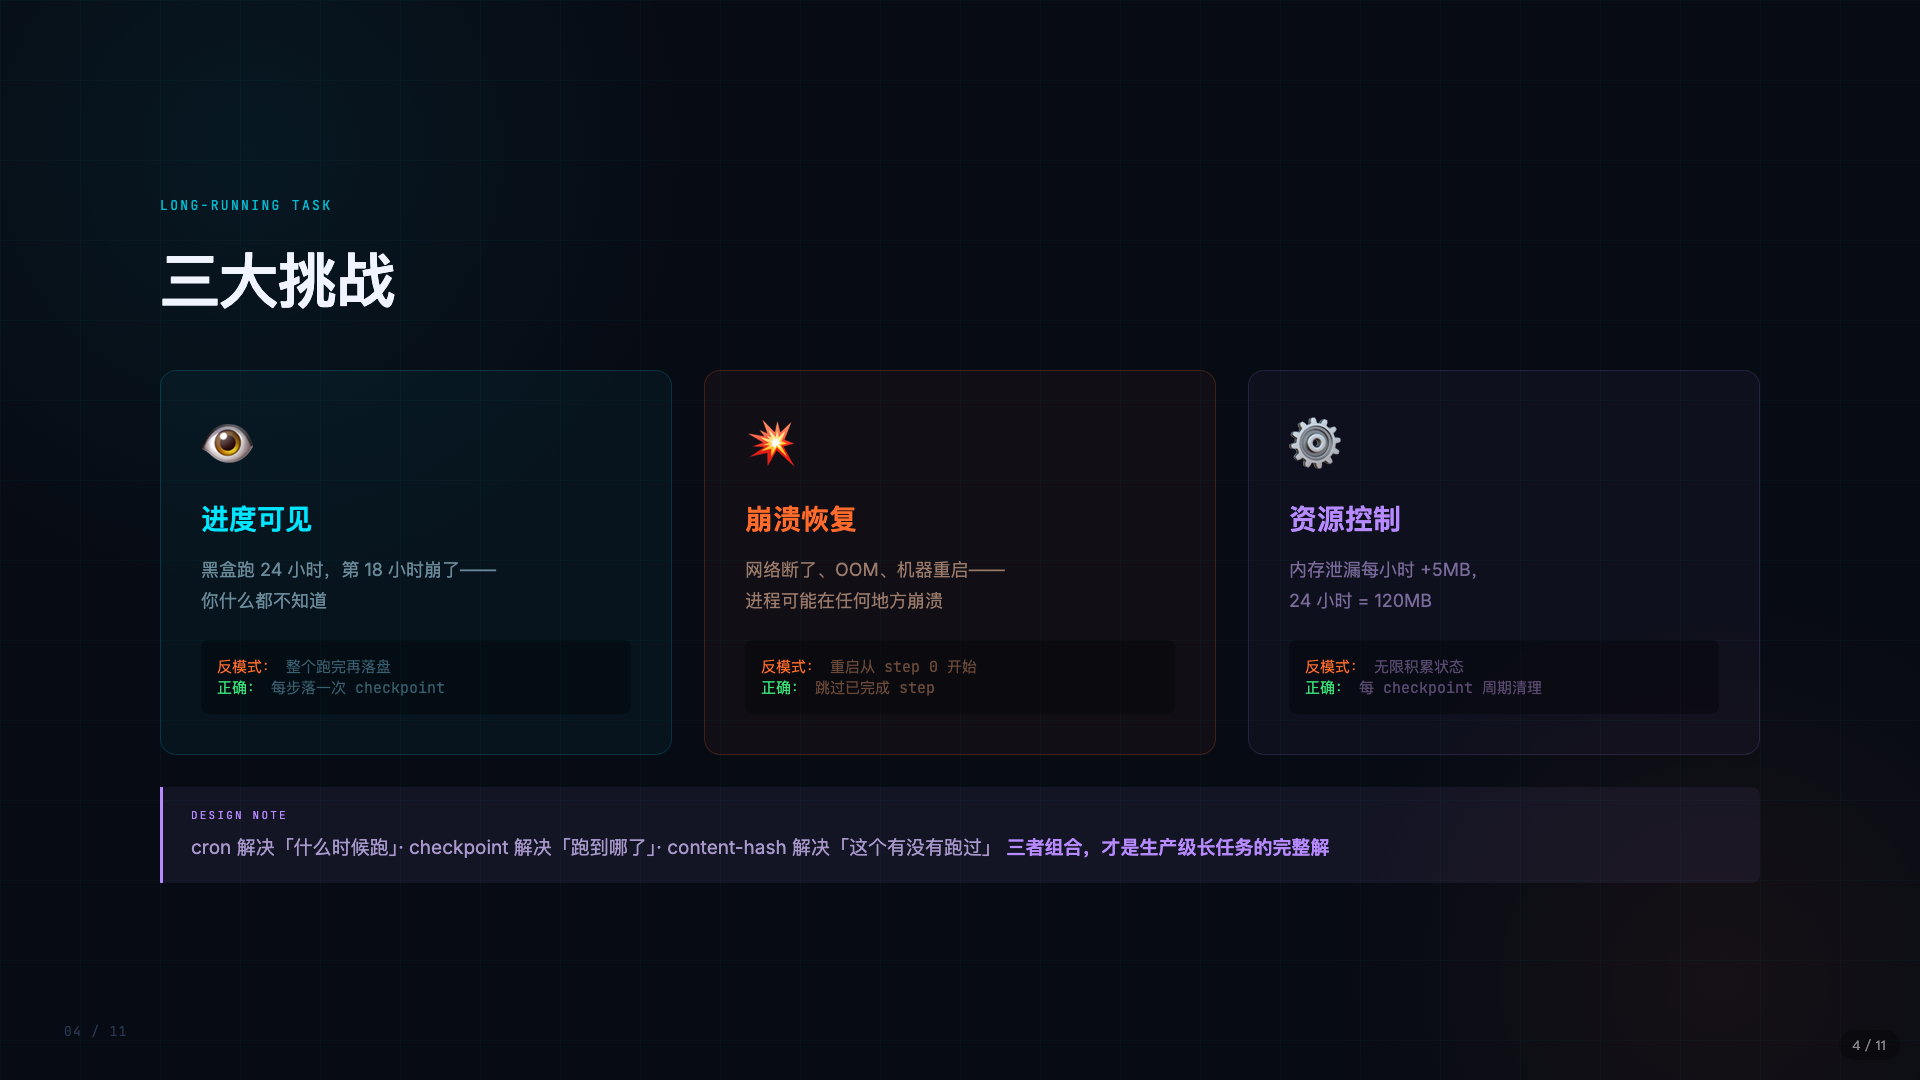 LONG-RUNNING TASK
三大挑战
进度可见
黑盒跑 24 小时，第 18 小时崩了——
你什么都不知道
反模式： 整个跑完再落盘
正确： 每步落一次 checkpoint
崩溃恢复
网络断了、OOM、机器重启——
进程可能在任何地方崩溃
反模式： 重启从 step 0 开始
正确： 跳过已完成 step
资源控制
内存泄漏每小时 +5MB，
24 小时 = 120MB
反模式： 无限积累状态
正确： 每 checkpoint 周期清理
DESIGN NOTE
cron 解决「什么时候跑」· checkpoint 解决「跑到哪了」· content-hash 解决「这个有没有跑过」 三者组合，才是生产级长任务的完整解
04 / 11
4 / 11